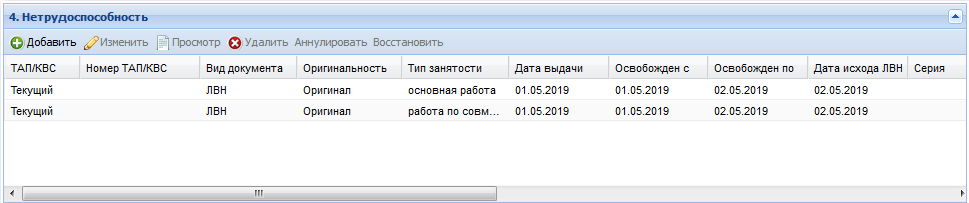 4. Нетрудоспособность
Добавить Изменить Просмотр Удалить Аннулировать Восстановить
ТАП/КВС Номер ТАП/КВС Вид документа Оригинальность Тип занятости Дата выдачи Освобожден с Освобожден по Дата исхода ЛВН Серия
Текущий ЛВН Оригинал основная работа 01.05.2019 01.05.2019 02.05.2019 02.05.2019
Текущий ЛВН Оригинал работа по совм... 01.05.2019 01.05.2019 02.05.2019 02.05.2019